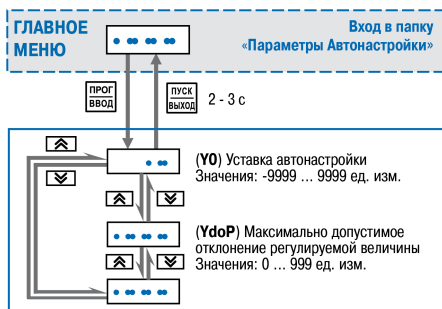 ГЛАВНОЕ
МЕНЮ
Вход в папку
«Параметры Автонастройки»
ПРОГ
ВВОД
ПУСК
ВЫХОД
2 - 3 с
(Y0) Уставка автонастройки
Значения: -9999 ... 9999 ед. изм.
(YdoP) Максимально допустимое
отклонение регулируемой величины
Значения: 0 ... 999 ед. изм.